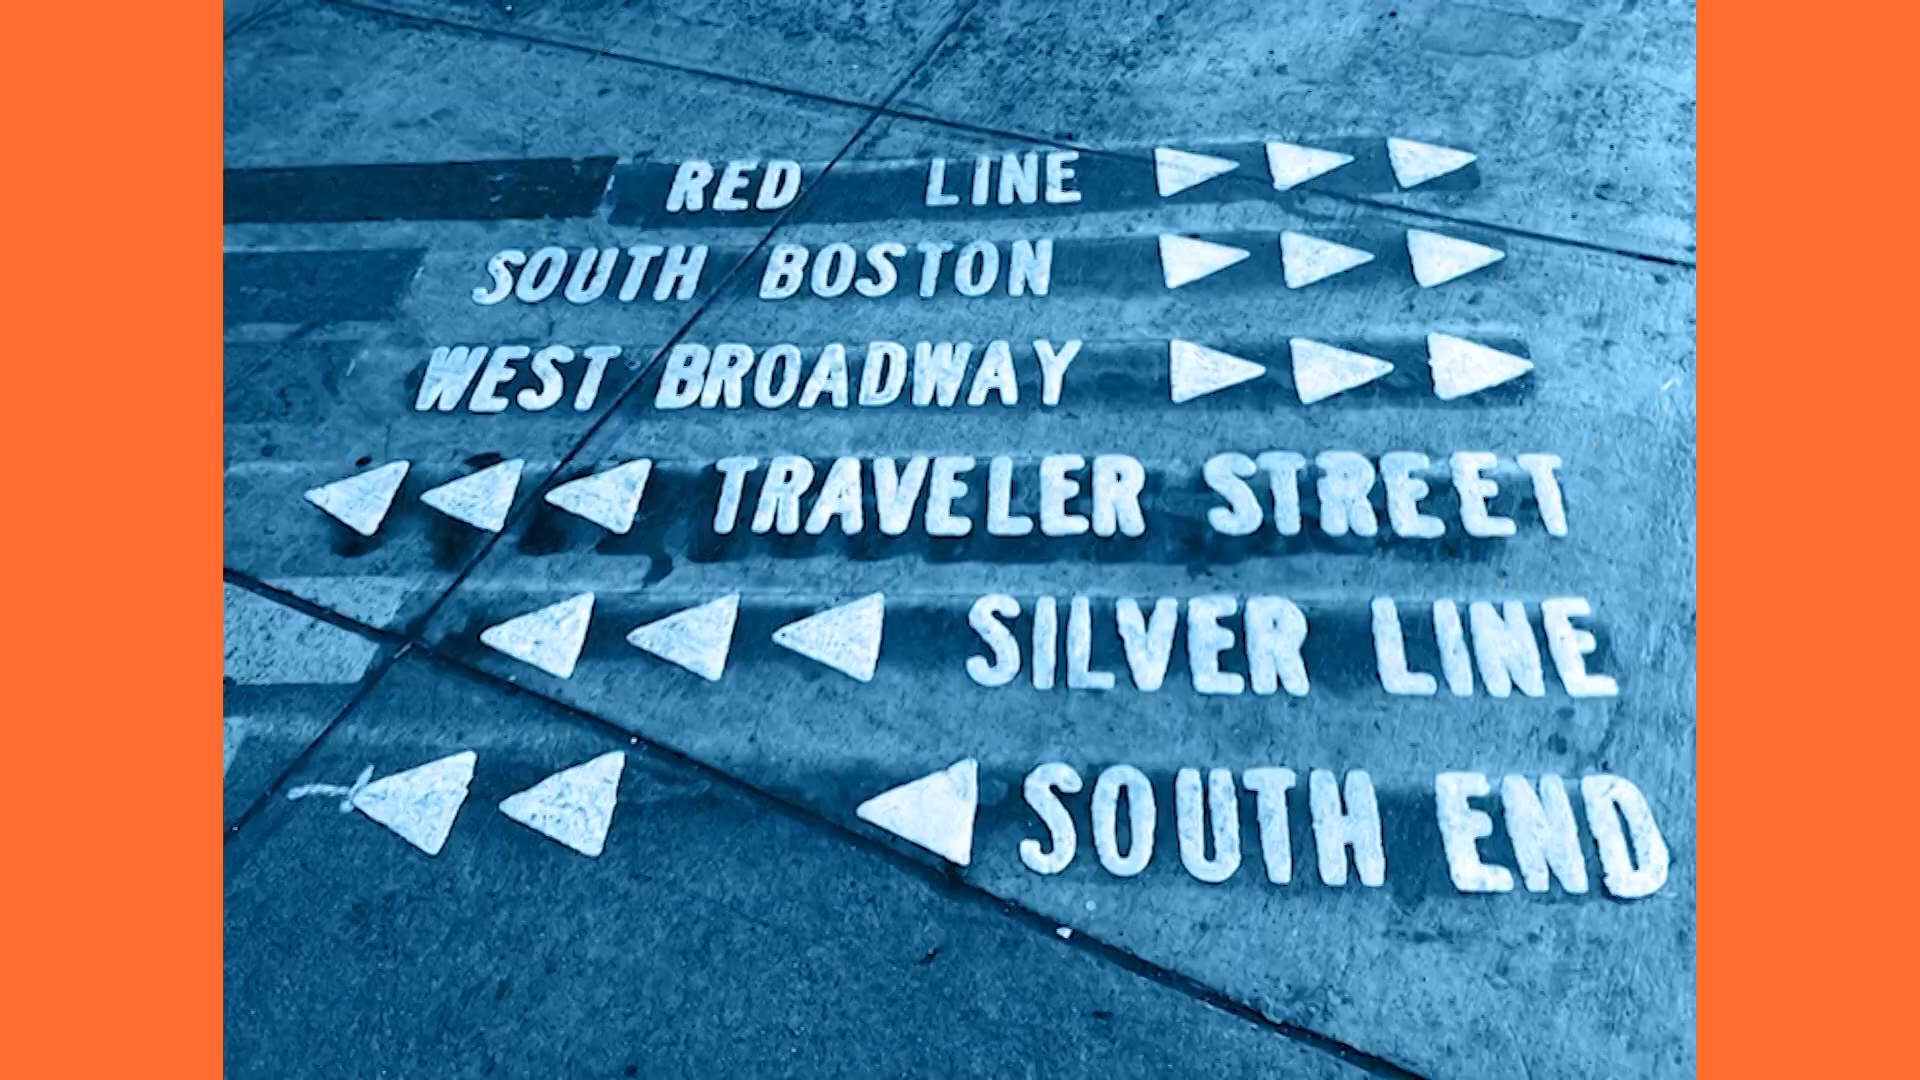 RED LINE
SOUTH BOSTON
WEST BROADWAY
TRAVELER STREET
SILVER LINE
SOUTH END